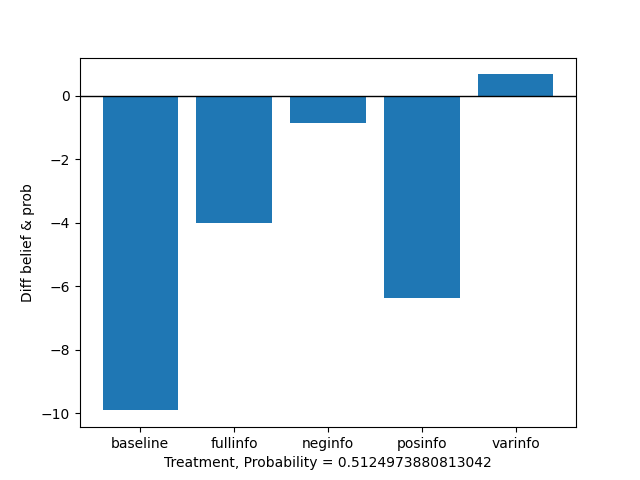 0
−2
−4
−6
−8
−10
Diff belief & prob
baseline fullinfo neginfo posinfo varinfo
Treatment, Probability = 0.5124973880813042